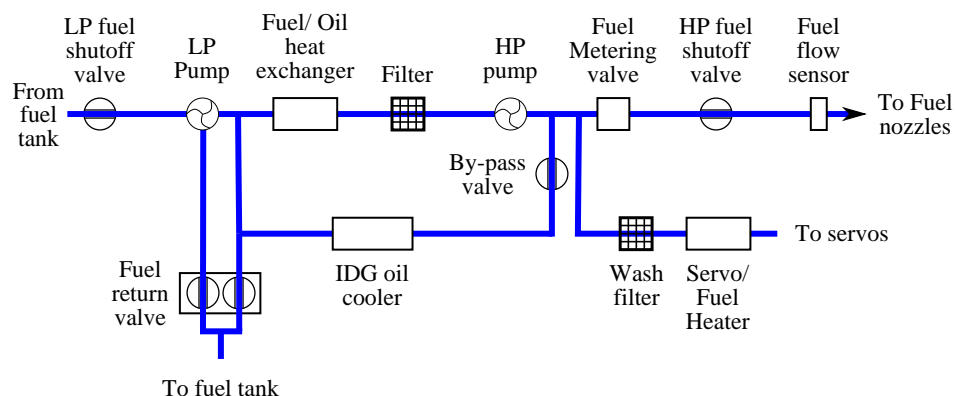 LP fuel
shutoff
valve
LP
Pump
Fuel/ Oil
heat
exchanger
Filter
HP
pump
Fuel
Metering
valve
HP fuel
shutoff
valve
Fuel
flow
sensor
From
fuel
tank
To Fuel
nozzles
By-pass
valve
To servos
Fuel
return
valve
IDG oil
cooler
Wash
filter
Servo/
Fuel
Heater
To fuel tank